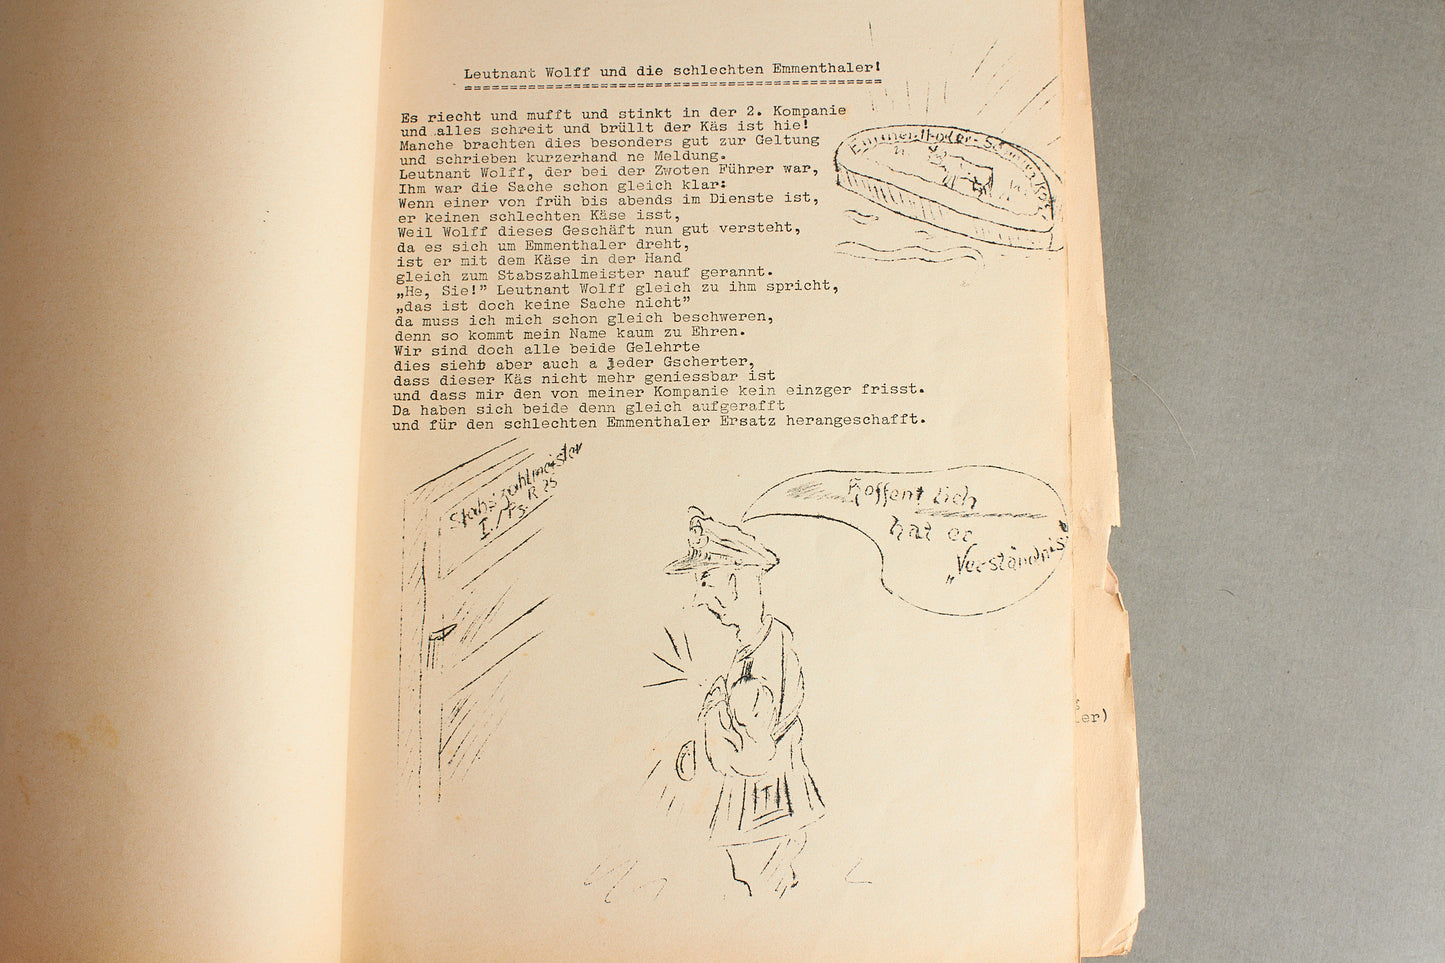 Leutnant Wolff und die schlechten Emmenthaler!
Es riecht und mufft und stinkt in der 2. Kompanie
und alles schreit und brüllt der Käs ist hie!
Manche brachten dies besonders gut zur Geltung
und schrieben kurzerhand ne Meldung.
Leutnant Wolff, der bei der Zwoten Führer war,
Ihm war die Sache schon gleich klar:
Wenn einer von früh bis abends im Dienste ist,
er keinen schlechten Käse isst,
Weil Wolff dieses Geschäft nun gut versteht,
da es sich um Emmenthaler dreht,
ist er mit dem Käse in der Hand
gleich zum Stabszahlmeister nauf gerannt.
„He, Sie!” Leutnant Wolff gleich zu ihm spricht,
„das ist doch keine Sache nicht”
da muss ich mich schon gleich beschweren,
denn so kommt mein Name kaum zu Ehren.
Wir sind doch alle beide Gelehrte
dies sieht aber auch a jeder Gscherter,
dass dieser Käs nicht mehr geniessbar ist
und dass mir den von meiner Kompanie kein einzger frisst.
Da haben sich beide denn gleich aufgerafft
und für den schlechten Emmenthaler Ersatz herangeschafft.
Stabszahlmeister
I./Fs. R 25
Hoffentlich
hat er
„Verständnis”
ler)